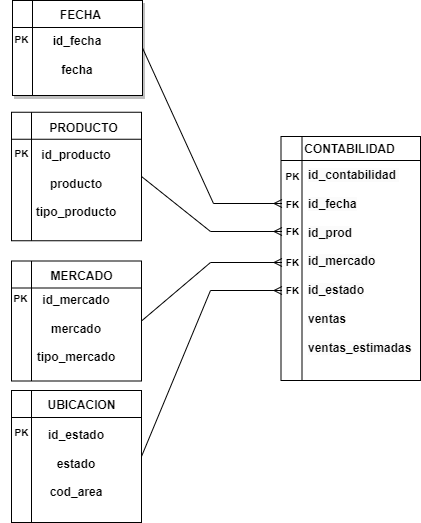 FECHA
PK id_fecha
fecha
PRODUCTO
PK id_producto
producto
tipo_producto
MERCADO
PK id_mercado
mercado
tipo_mercado
UBICACION
PK id_estado
estado
cod_area
CONTABILIDAD
PK id_contabilidad
FK id_fecha
FK id_prod
FK id_mercado
FK id_estado
ventas
ventas_estimadas